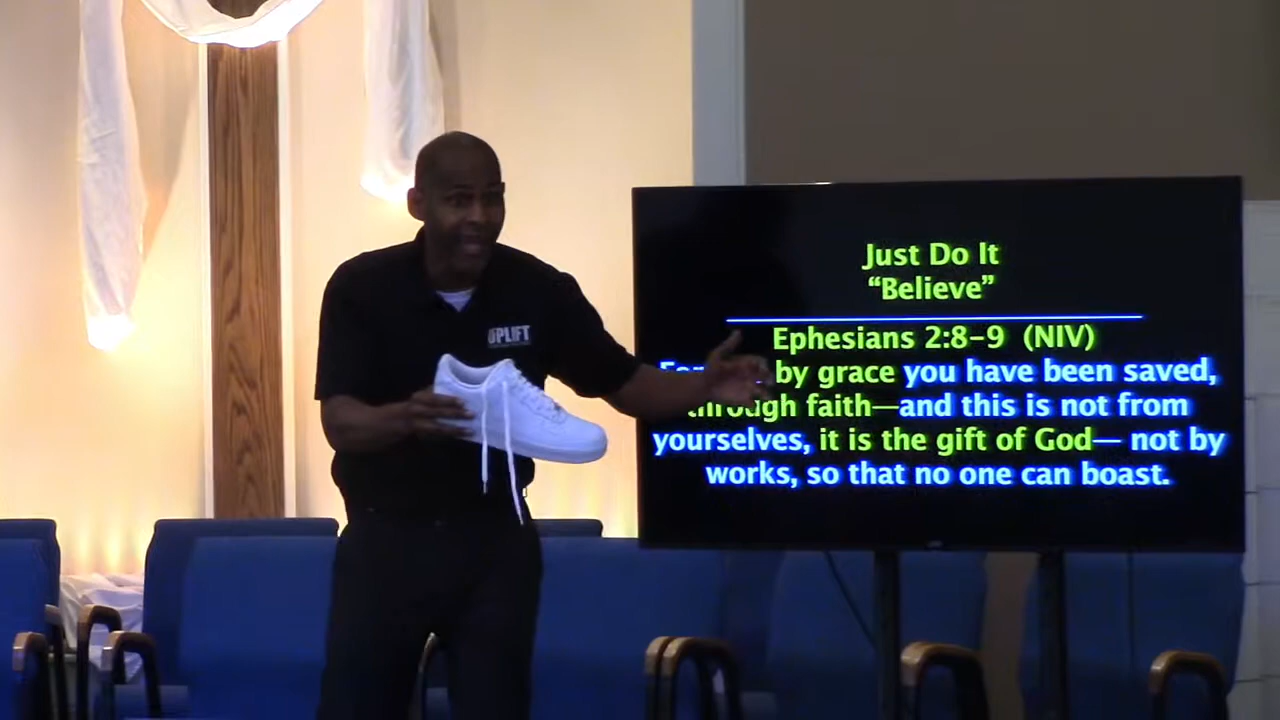 UPLIFT
Just Do It
“Believe”
Ephesians 2:8–9 (NIV)
For by grace you have been saved,
through faith—and this is not from
yourselves, it is the gift of God— not by
works, so that no one can boast.